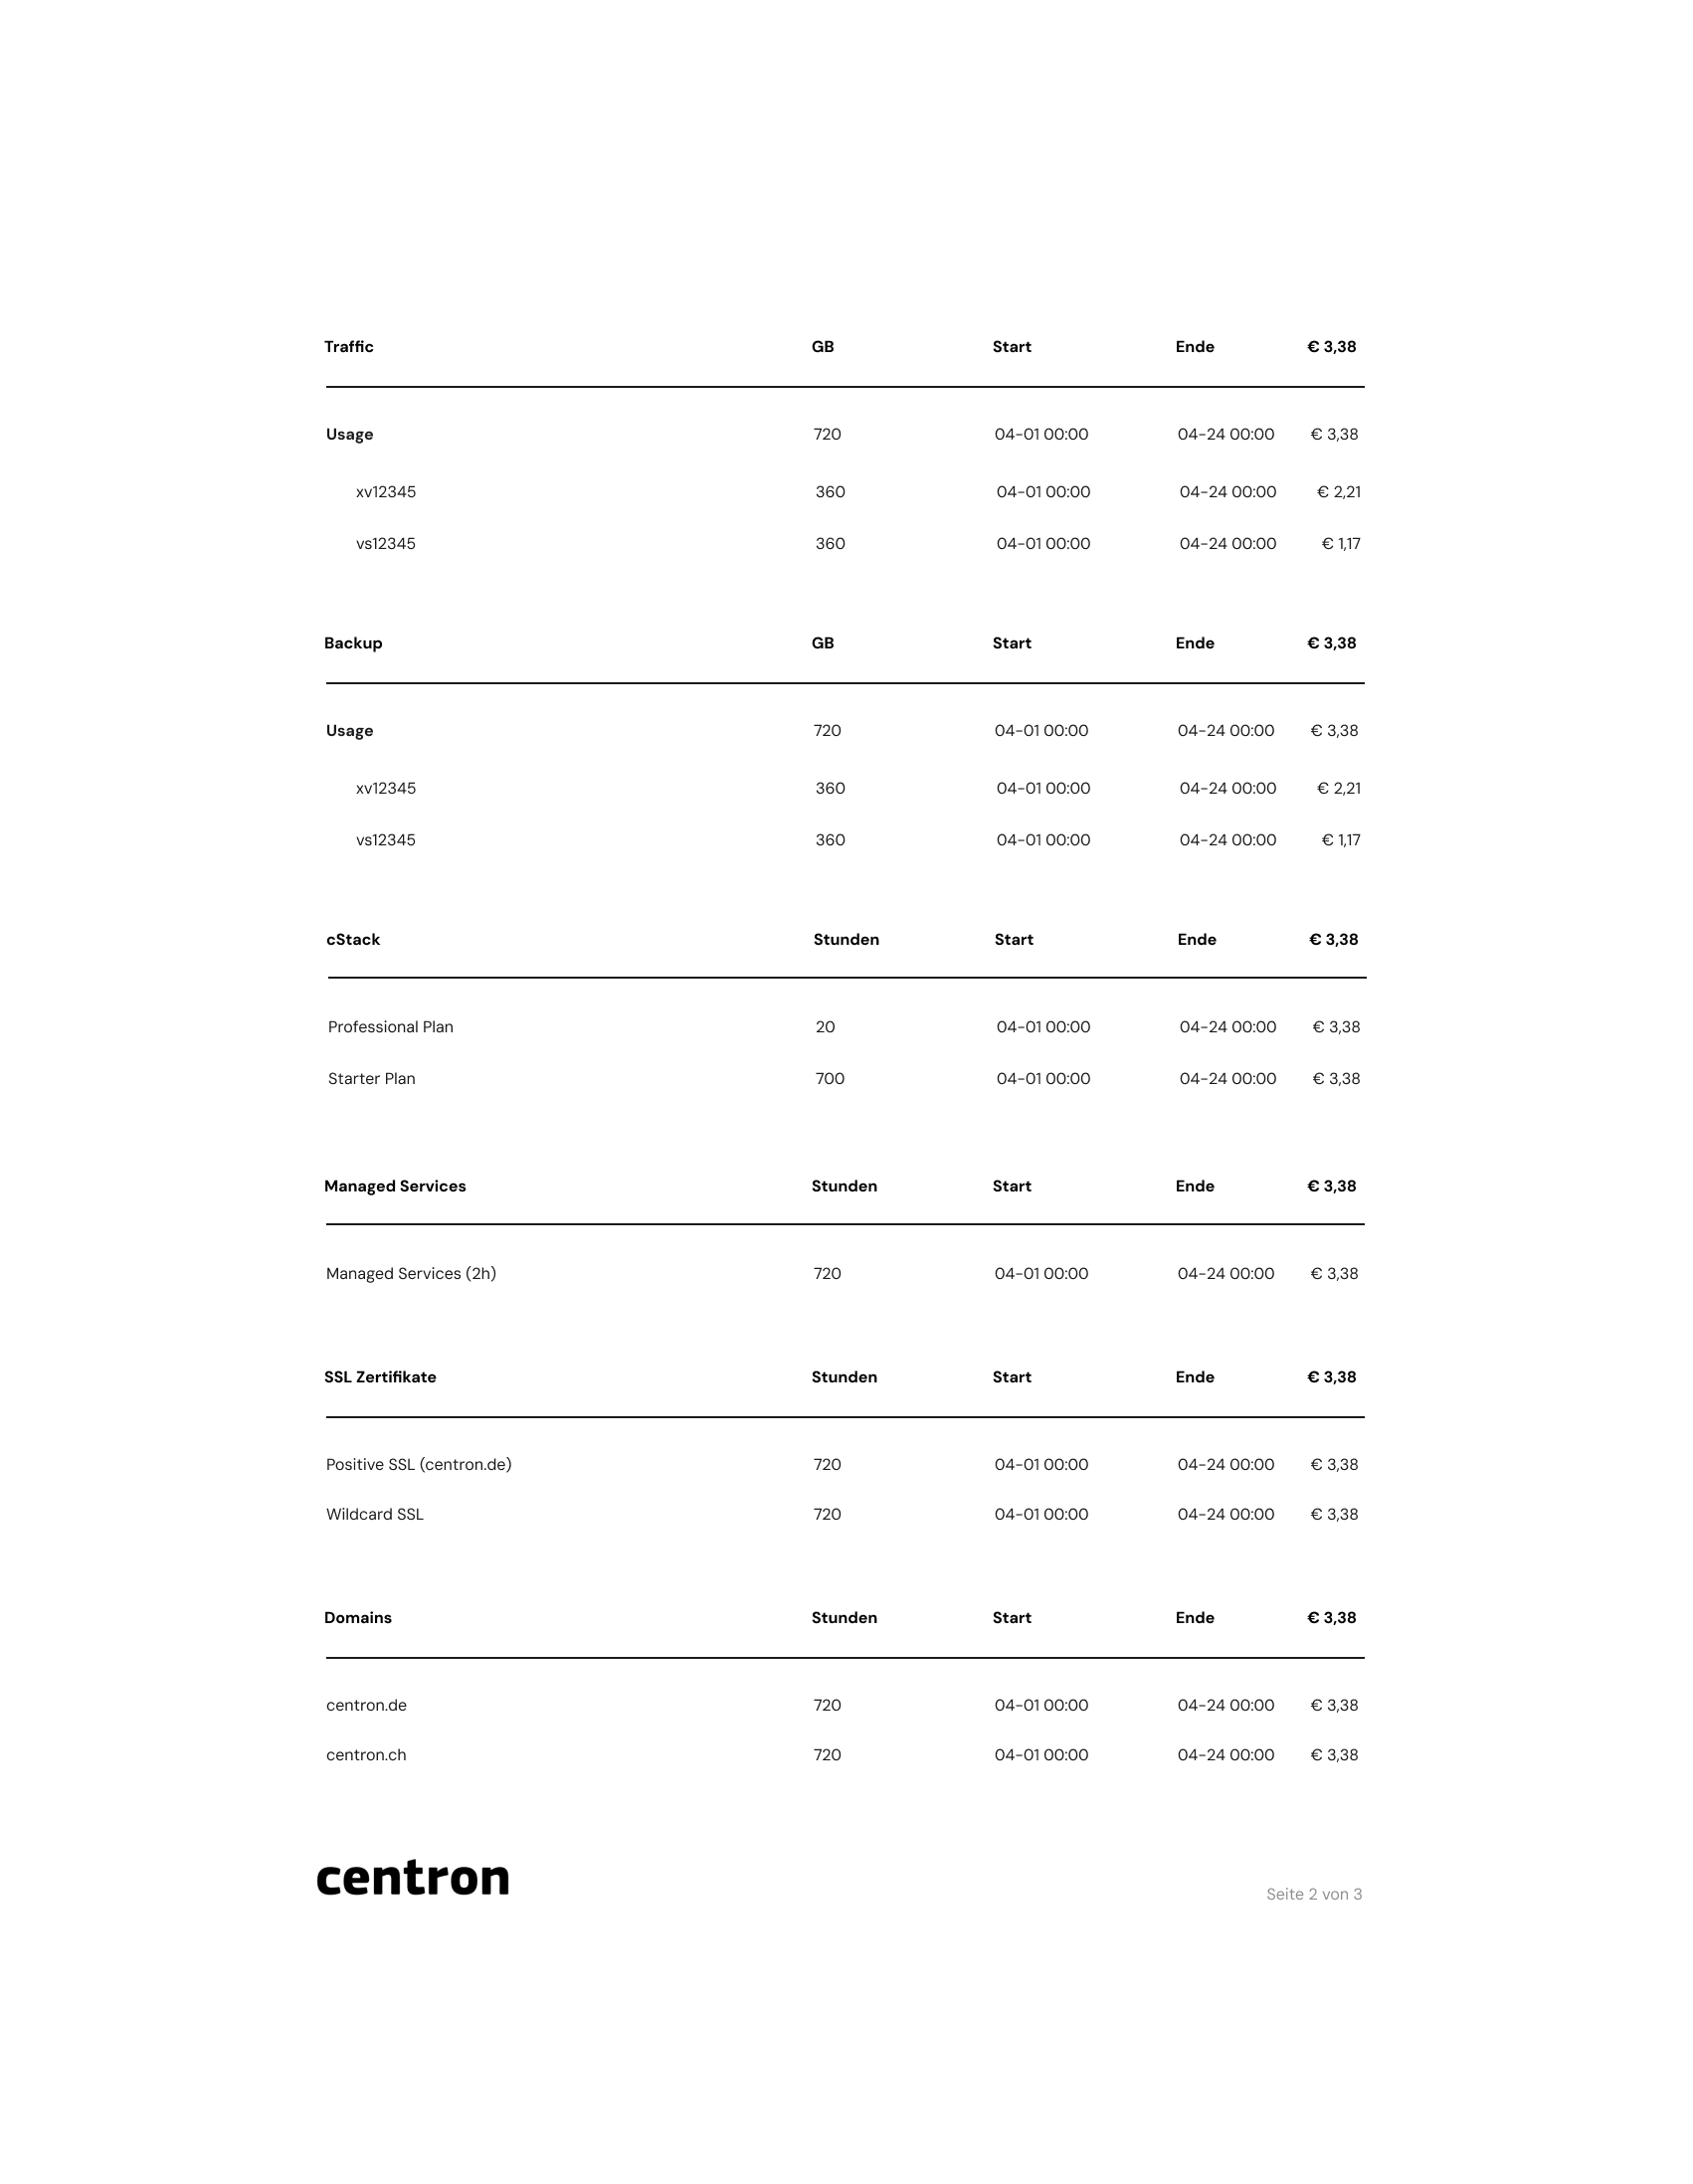 Traffic GB Start Ende € 3,38
Usage 720 04-01 00:00 04-24 00:00 € 3,38
xv12345 360 04-01 00:00 04-24 00:00 € 2,21
vs12345 360 04-01 00:00 04-24 00:00 € 1,17
Backup GB Start Ende € 3,38
Usage 720 04-01 00:00 04-24 00:00 € 3,38
xv12345 360 04-01 00:00 04-24 00:00 € 2,21
vs12345 360 04-01 00:00 04-24 00:00 € 1,17
cStack Stunden Start Ende € 3,38
Professional Plan 20 04-01 00:00 04-24 00:00 € 3,38
Starter Plan 700 04-01 00:00 04-24 00:00 € 3,38
Managed Services Stunden Start Ende € 3,38
Managed Services (2h) 720 04-01 00:00 04-24 00:00 € 3,38
SSL Zertifikate Stunden Start Ende € 3,38
Positive SSL (centron.de) 720 04-01 00:00 04-24 00:00 € 3,38
Wildcard SSL 720 04-01 00:00 04-24 00:00 € 3,38
Domains Stunden Start Ende € 3,38
centron.de 720 04-01 00:00 04-24 00:00 € 3,38
centron.ch 720 04-01 00:00 04-24 00:00 € 3,38
centron
Seite 2 von 3